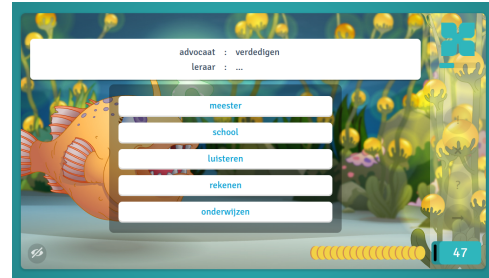 advocaat : verdedigen
leraar : ...
meester
school
luisteren
rekenen
onderwijzen
?
47